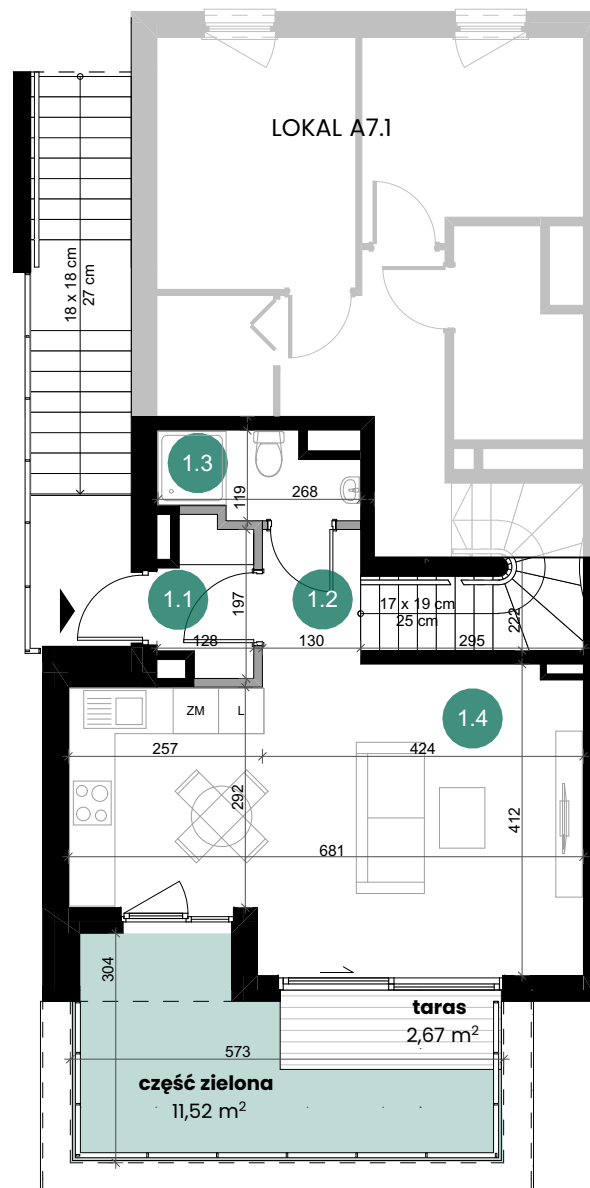 LOKAL A7.1
18 x 18 cm
27 cm
1.3
119
268
1.1
1.2
197
17 x 19 cm
25 cm
222
128
130
295
ZM
L
1.4
257
424
292
412
681
304
taras
2,67 m²
573
część zielona
11,52 m²